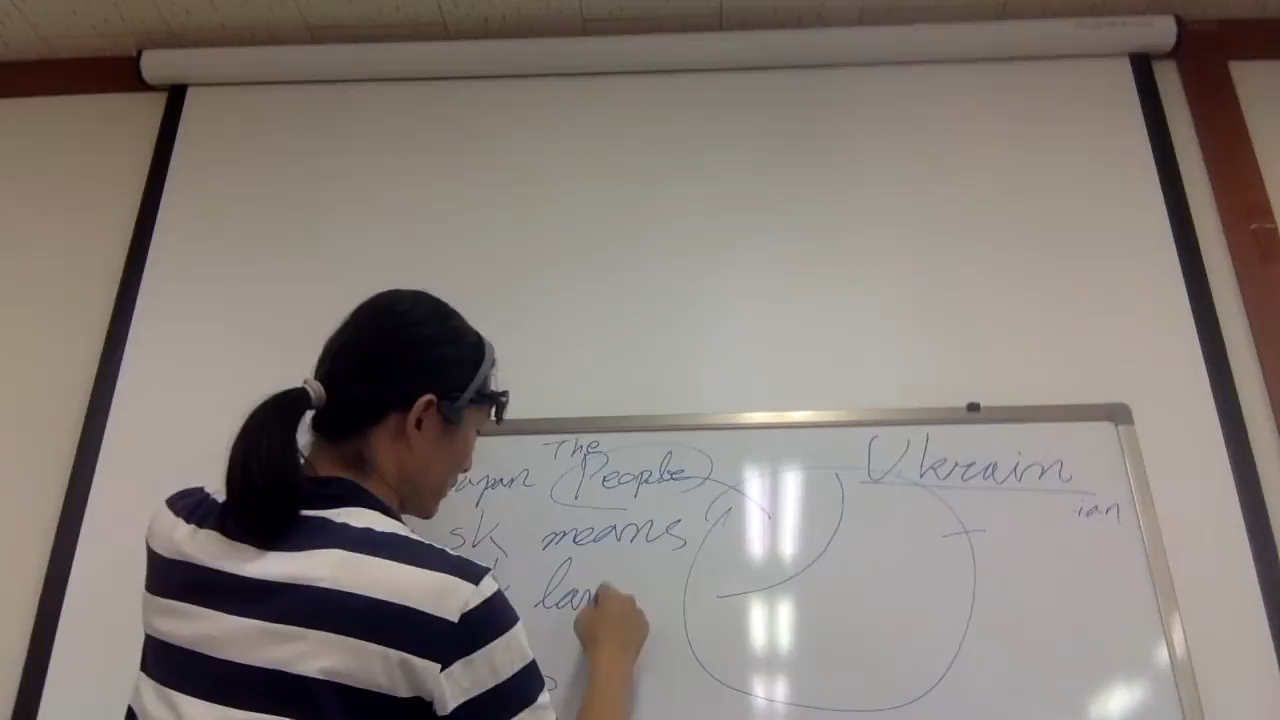 The
Japan People
sk means
lan
Ukrain
ian